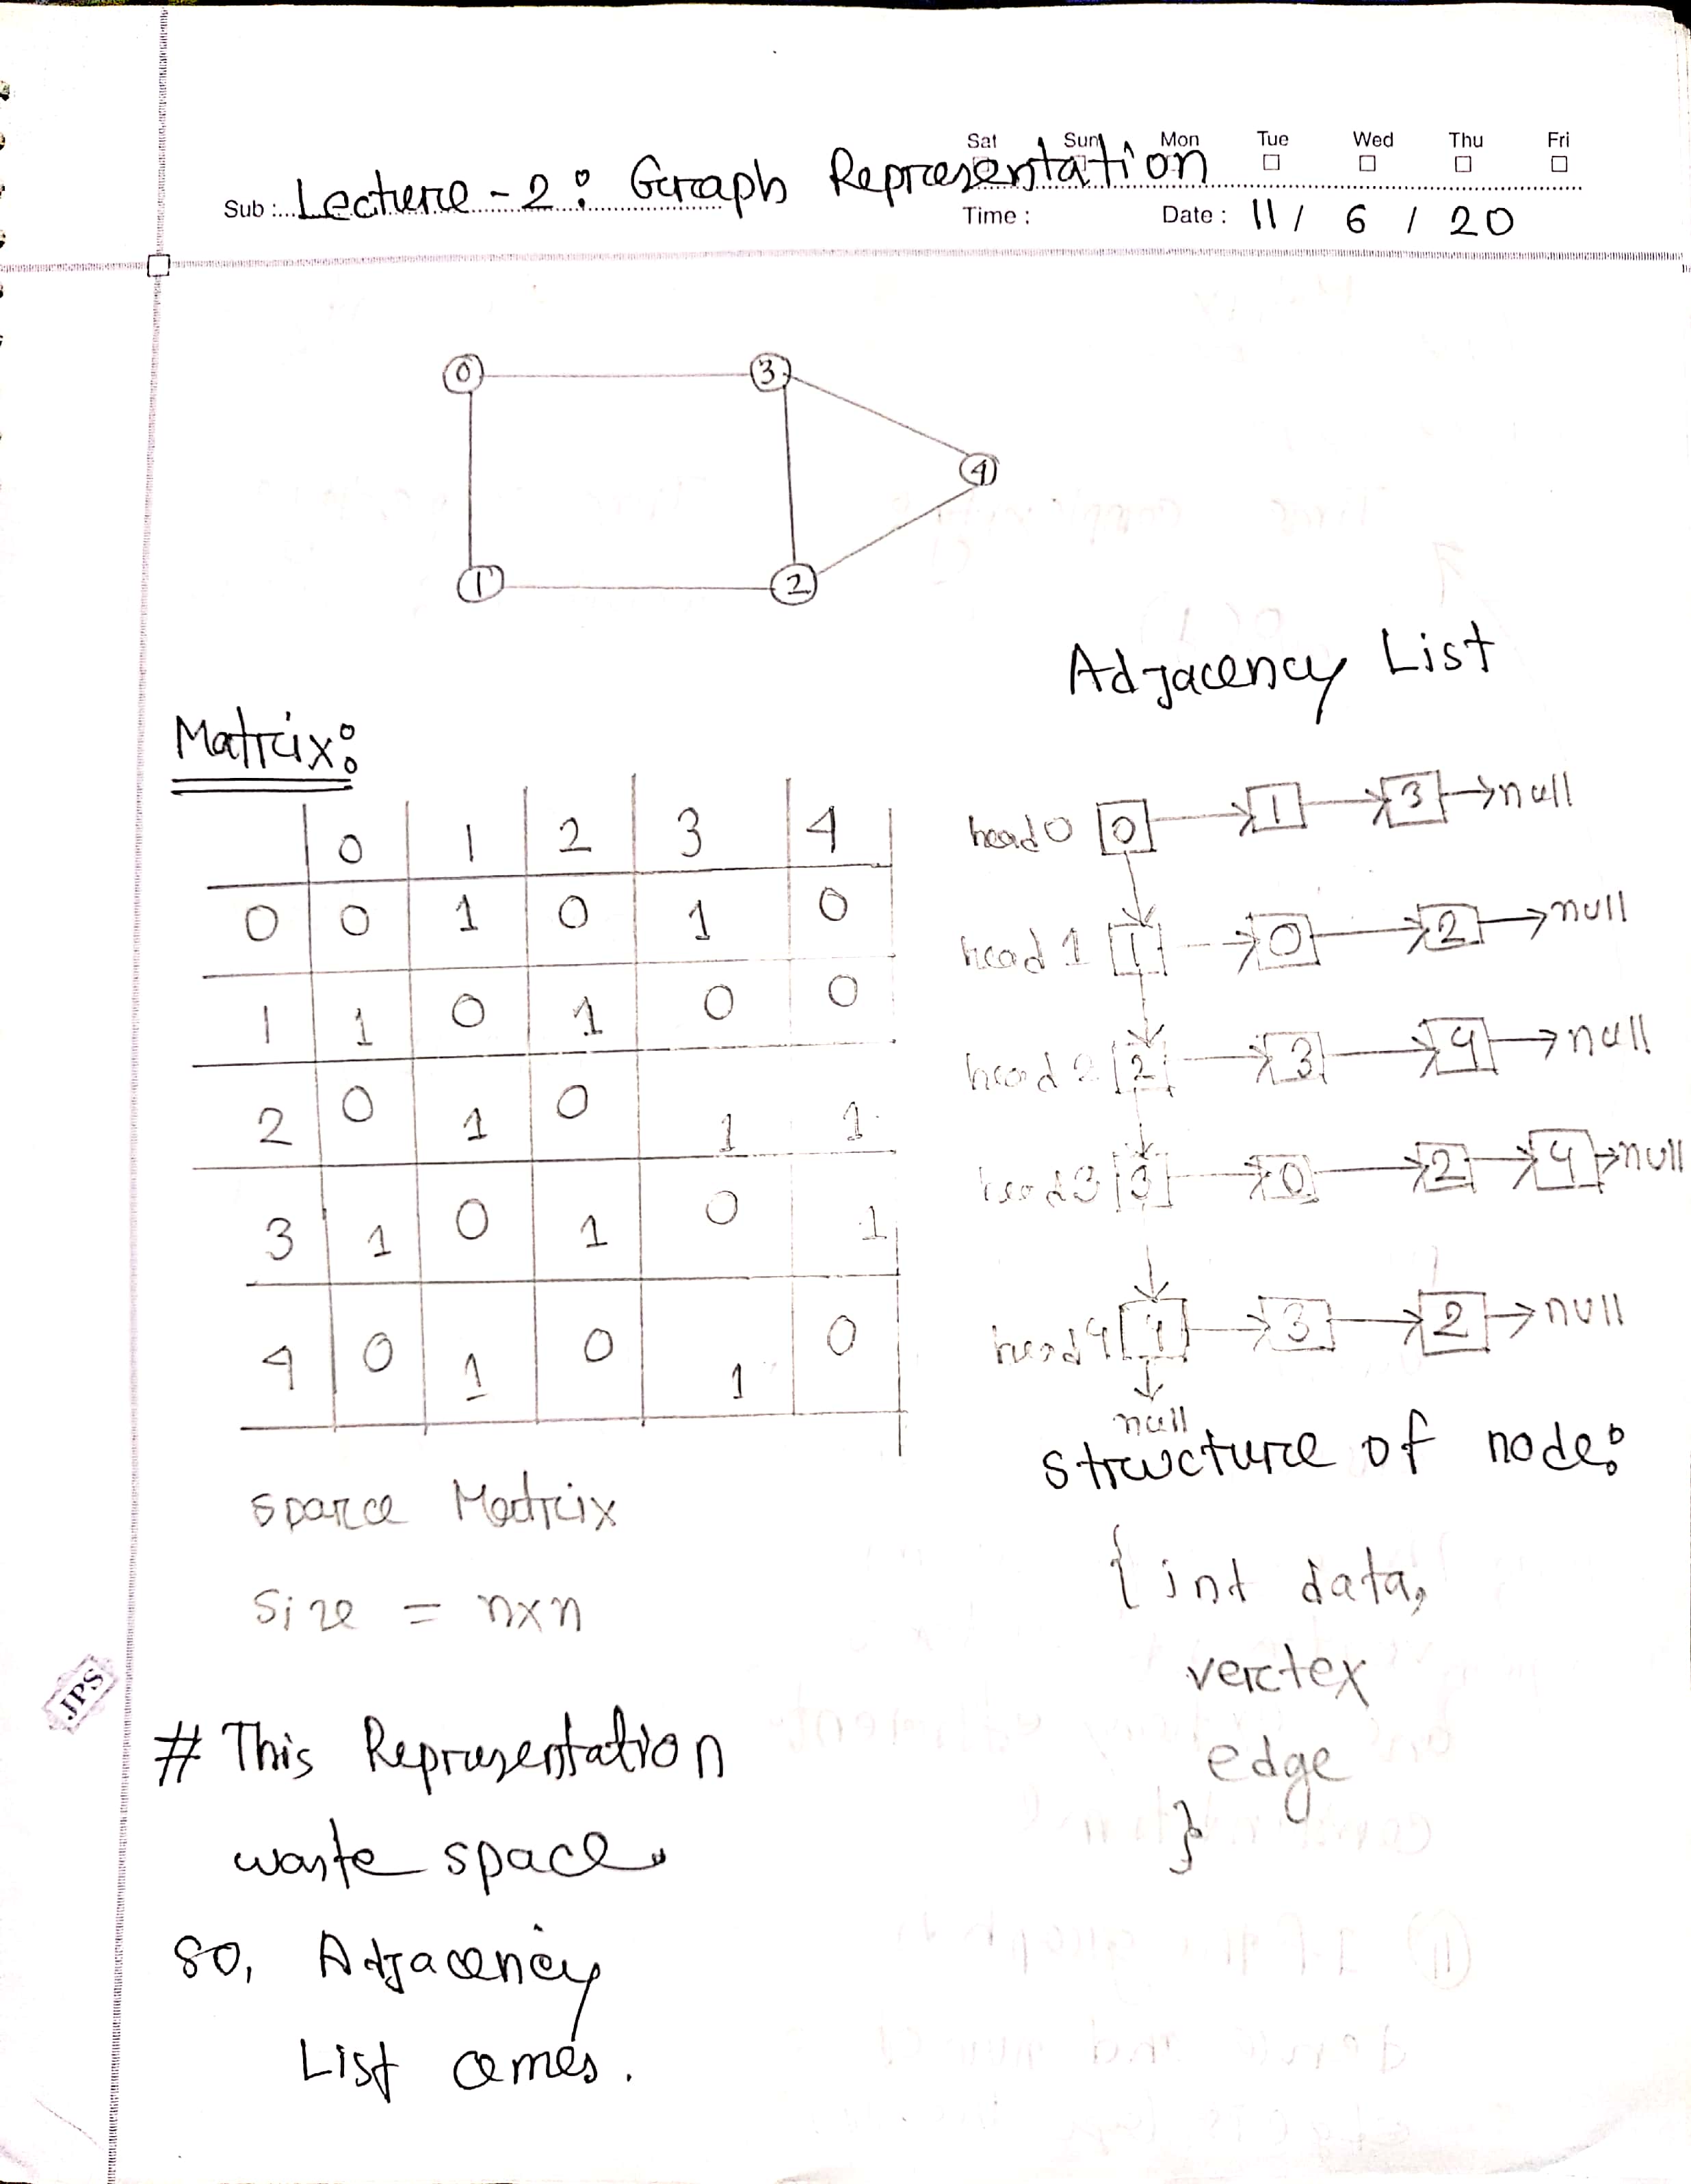 Sat Sun Mon Tue Wed Thu Fri
Sub : Lecture - 2 : Graph Representation
Time : Date : 11 / 6 / 20
0 3
4
1 2
Adjacency List
Matrix:
0 1 2 3 4
0 0 1 0 1 0
1 1 0 1 0 0
2 0 1 0 1 1
3 1 0 1 0 1
4 0 1 0 1 0
head 0 0 1 3 null
head 1 1 0 2 null
head 2 2 3 4 null
head 3 3 0 2 4 null
head 4 4 3 2 null
null
Sparce Matrix
Size = n×n
# This Representation
waste space.
So, Adjacency
List comes.
Structure of node:
{ int data,
vertex
edge
}
JPS